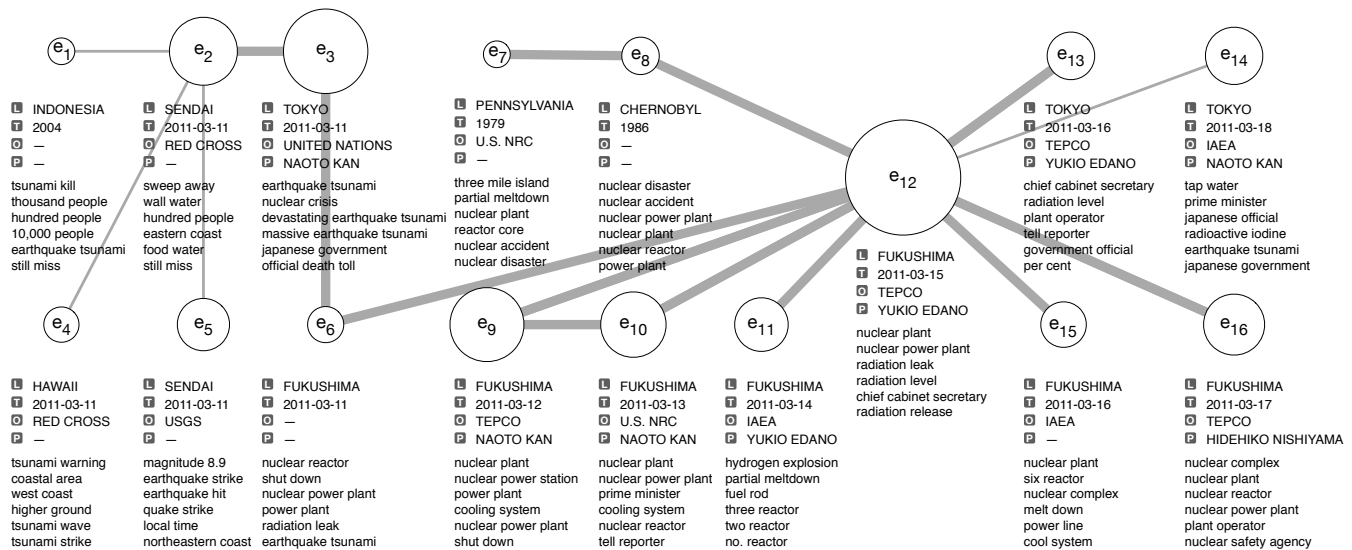 e1
e2
e3
e7
e8
e13
e14
e12
L INDONESIA
T 2004
O –
P –
tsunami kill
thousand people
hundred people
10,000 people
earthquake tsunami
still miss
L SENDAI
T 2011-03-11
O RED CROSS
P –
sweep away
wall water
hundred people
eastern coast
food water
still miss
L TOKYO
T 2011-03-11
O UNITED NATIONS
P NAOTO KAN
earthquake tsunami
nuclear crisis
devastating earthquake tsunami
massive earthquake tsunami
japanese government
official death toll
L PENNSYLVANIA
T 1979
O U.S. NRC
P –
three mile island
partial meltdown
nuclear plant
reactor core
nuclear accident
nuclear disaster
L CHERNOBYL
T 1986
O –
P –
nuclear disaster
nuclear accident
nuclear power plant
nuclear plant
nuclear reactor
power plant
L FUKUSHIMA
T 2011-03-15
O TEPCO
P YUKIO EDANO
nuclear plant
nuclear power plant
radiation leak
radiation level
chief cabinet secretary
radiation release
L TOKYO
T 2011-03-16
O TEPCO
P YUKIO EDANO
chief cabinet secretary
radiation level
plant operator
tell reporter
government official
per cent
L TOKYO
T 2011-03-18
O IAEA
P NAOTO KAN
tap water
prime minister
japanese official
radioactive iodine
earthquake tsunami
japanese government
e4
e5
e6
e9
e10
e11
e15
e16
L HAWAII
T 2011-03-11
O RED CROSS
P –
tsunami warning
coastal area
west coast
higher ground
tsunami wave
tsunami strike
L SENDAI
T 2011-03-11
O USGS
P –
magnitude 8.9
earthquake strike
earthquake hit
quake strike
local time
northeastern coast
L FUKUSHIMA
T 2011-03-11
O –
P –
nuclear reactor
shut down
nuclear power plant
power plant
radiation leak
earthquake tsunami
L FUKUSHIMA
T 2011-03-12
O TEPCO
P NAOTO KAN
nuclear plant
nuclear power station
power plant
cooling system
nuclear power plant
shut down
L FUKUSHIMA
T 2011-03-13
O U.S. NRC
P NAOTO KAN
nuclear plant
nuclear power plant
prime minister
cooling system
nuclear reactor
tell reporter
L FUKUSHIMA
T 2011-03-14
O IAEA
P YUKIO EDANO
hydrogen explosion
partial meltdown
fuel rod
three reactor
two reactor
no. reactor
L FUKUSHIMA
T 2011-03-16
O IAEA
P –
nuclear plant
six reactor
nuclear complex
melt down
power line
cool system
L FUKUSHIMA
T 2011-03-17
O TEPCO
P HIDEHIKO NISHIYAMA
nuclear complex
nuclear plant
nuclear reactor
nuclear power plant
plant operator
nuclear safety agency